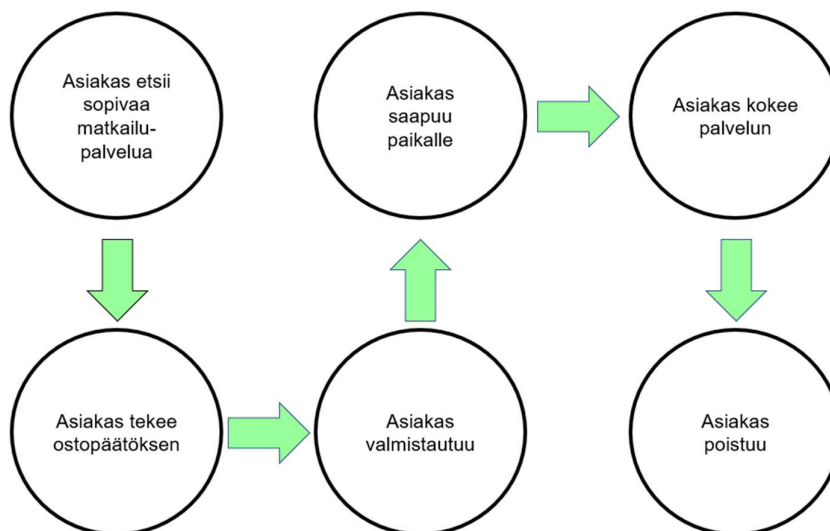 Asiakas etsii
sopivaa
matkailu-
palvelua
Asiakas tekee
ostopäätöksen
Asiakas
valmistautuu
Asiakas
saapuu
paikalle
Asiakas kokee
palvelun
Asiakas
poistuu